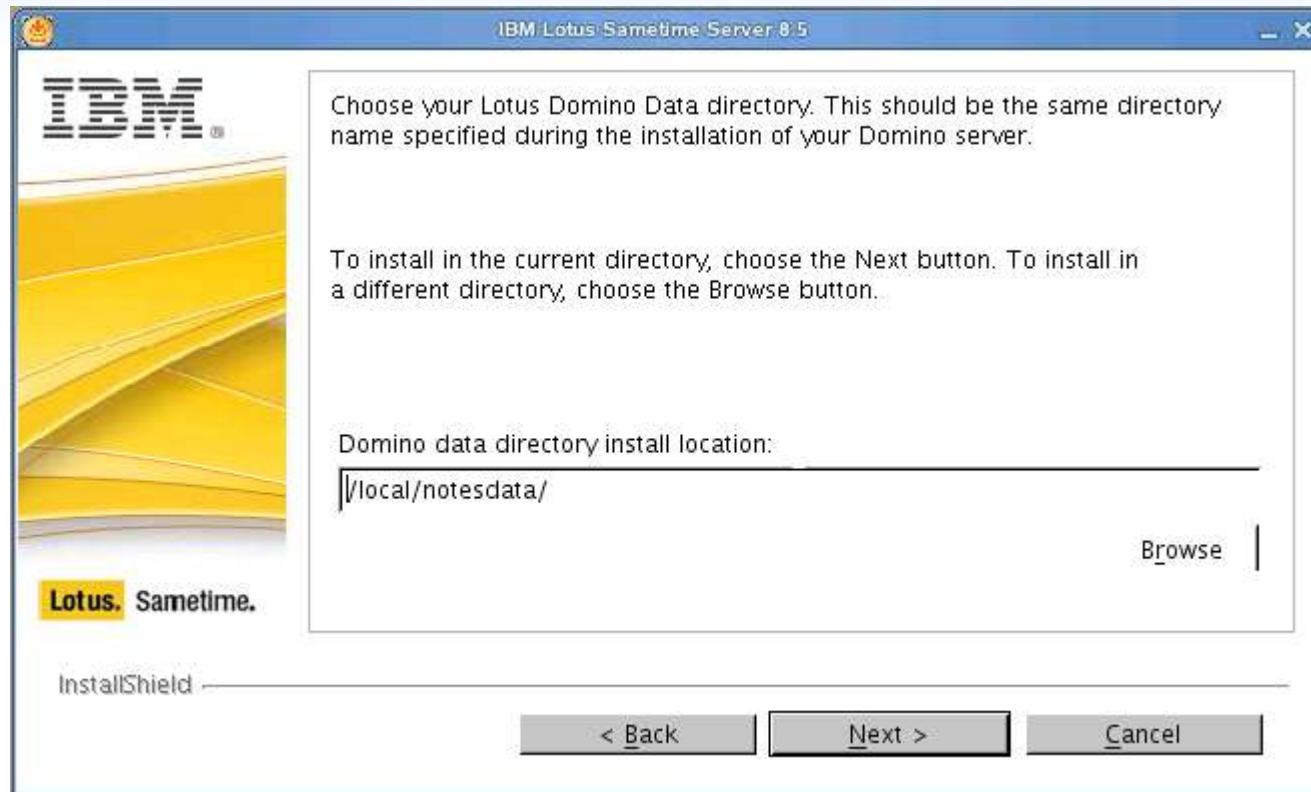 IBM Lotus Sametime Server 8.5
IBM.
Choose your Lotus Domino Data directory. This should be the same directory
name specified during the installation of your Domino server.
To install in the current directory, choose the Next button. To install in
a different directory, choose the Browse button.
Domino data directory install location:
/local/notesdata/
Browse
Lotus. Sametime.
InstallShield
< Back Next > Cancel